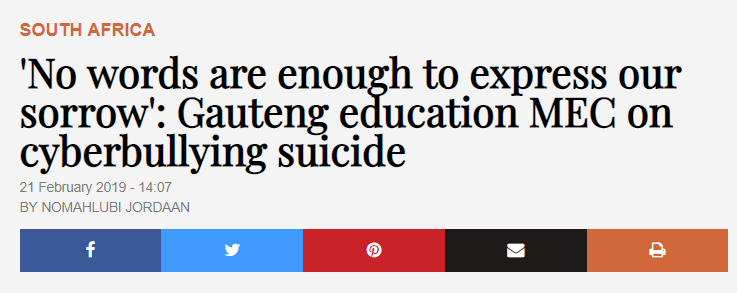 SOUTH AFRICA
'No words are enough to express our
sorrow': Gauteng education MEC on
cyberbullying suicide
21 February 2019 - 14:07
BY NOMAHLUBI JORDAAN